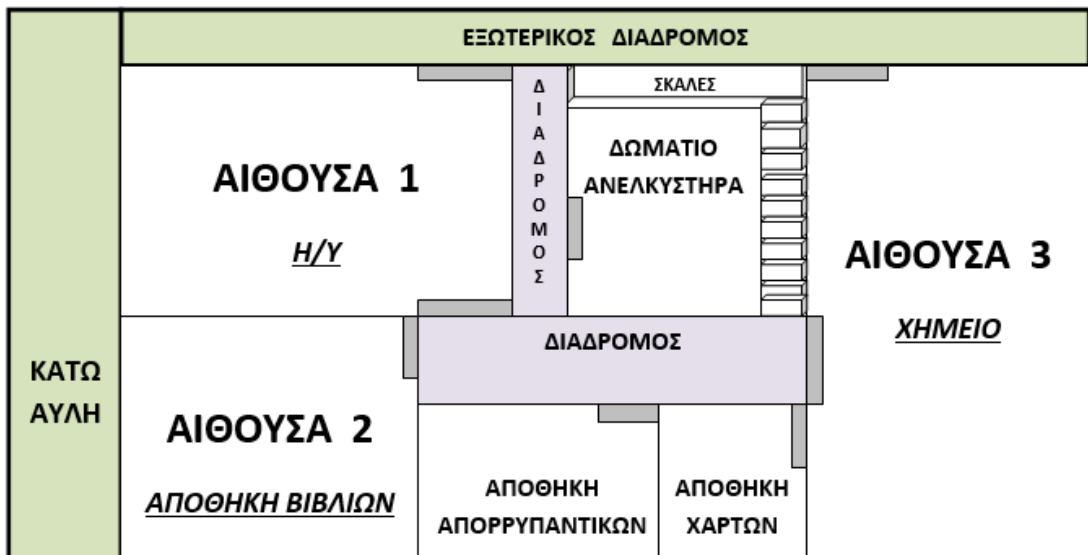 ΕΞΩΤΕΡΙΚΟΣ ΔΙΑΔΡΟΜΟΣ
ΣΚΑΛΕΣ
ΔΙΑΔΡΟΜΟΣ
ΔΩΜΑΤΙΟ
ΑΝΕΛΚΥΣΤΗΡΑ
ΑΙΘΟΥΣΑ 1
Η/Υ
ΑΙΘΟΥΣΑ 3
ΧΗΜΕΙΟ
ΔΙΑΔΡΟΜΟΣ
ΚΑΤΩ
ΑΥΛΗ
ΑΙΘΟΥΣΑ 2
ΑΠΟΘΗΚΗ ΒΙΒΛΙΩΝ
ΑΠΟΘΗΚΗ
ΑΠΟΡΡΥΠΑΝΤΙΚΩΝ
ΑΠΟΘΗΚΗ
ΧΑΡΤΩΝ